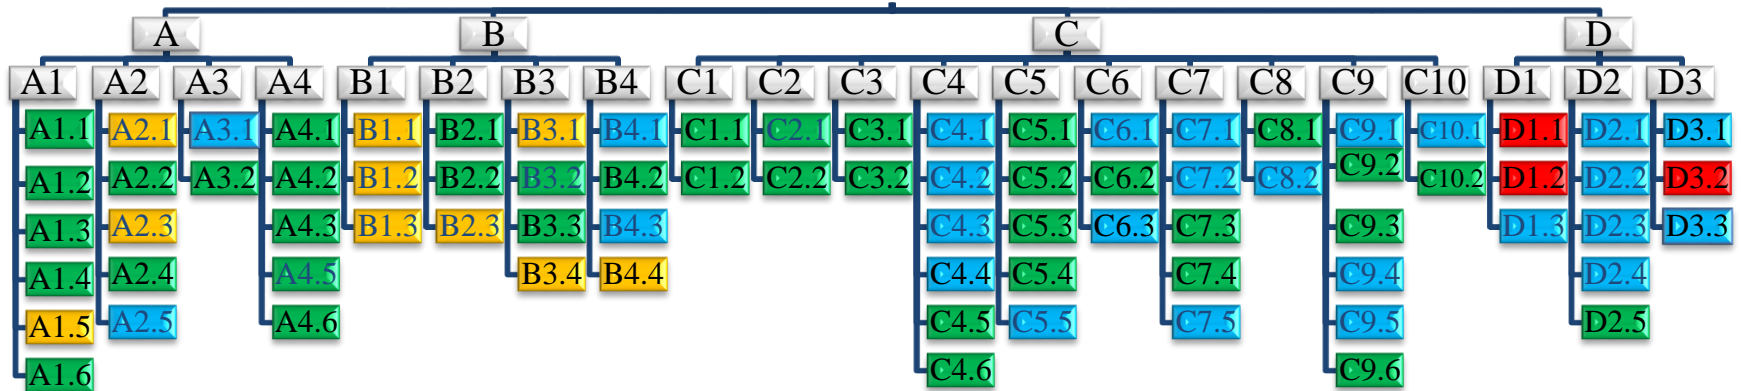 A B C D
A1 A2 A3 A4 B1 B2 B3 B4 C1 C2 C3 C4 C5 C6 C7 C8 C9 C10 D1 D2 D3
A1.1 A2.1 A3.1 A4.1 B1.1 B2.1 B3.1 B4.1 C1.1 C2.1 C3.1 C4.1 C5.1 C6.1 C7.1 C8.1 C9.1 C10.1 D1.1 D2.1 D3.1
A1.2 A2.2 A3.2 A4.2 B1.2 B2.2 B3.2 B4.2 C1.2 C2.2 C3.2 C4.2 C5.2 C6.2 C7.2 C8.2 C9.2 C10.2 D1.2 D2.2 D3.2
A1.3 A2.3 A4.3 B1.3 B2.3 B3.3 B4.3 C4.3 C5.3 C6.3 C7.3 C9.3 D1.3 D2.3 D3.3
A1.4 A2.4 A4.5 B3.4 B4.4 C4.4 C5.4 C7.4 C9.4 D2.4
A1.5 A2.5 A4.6 C4.5 C5.5 C7.5 C9.5 D2.5
A1.6 C4.6 C9.6